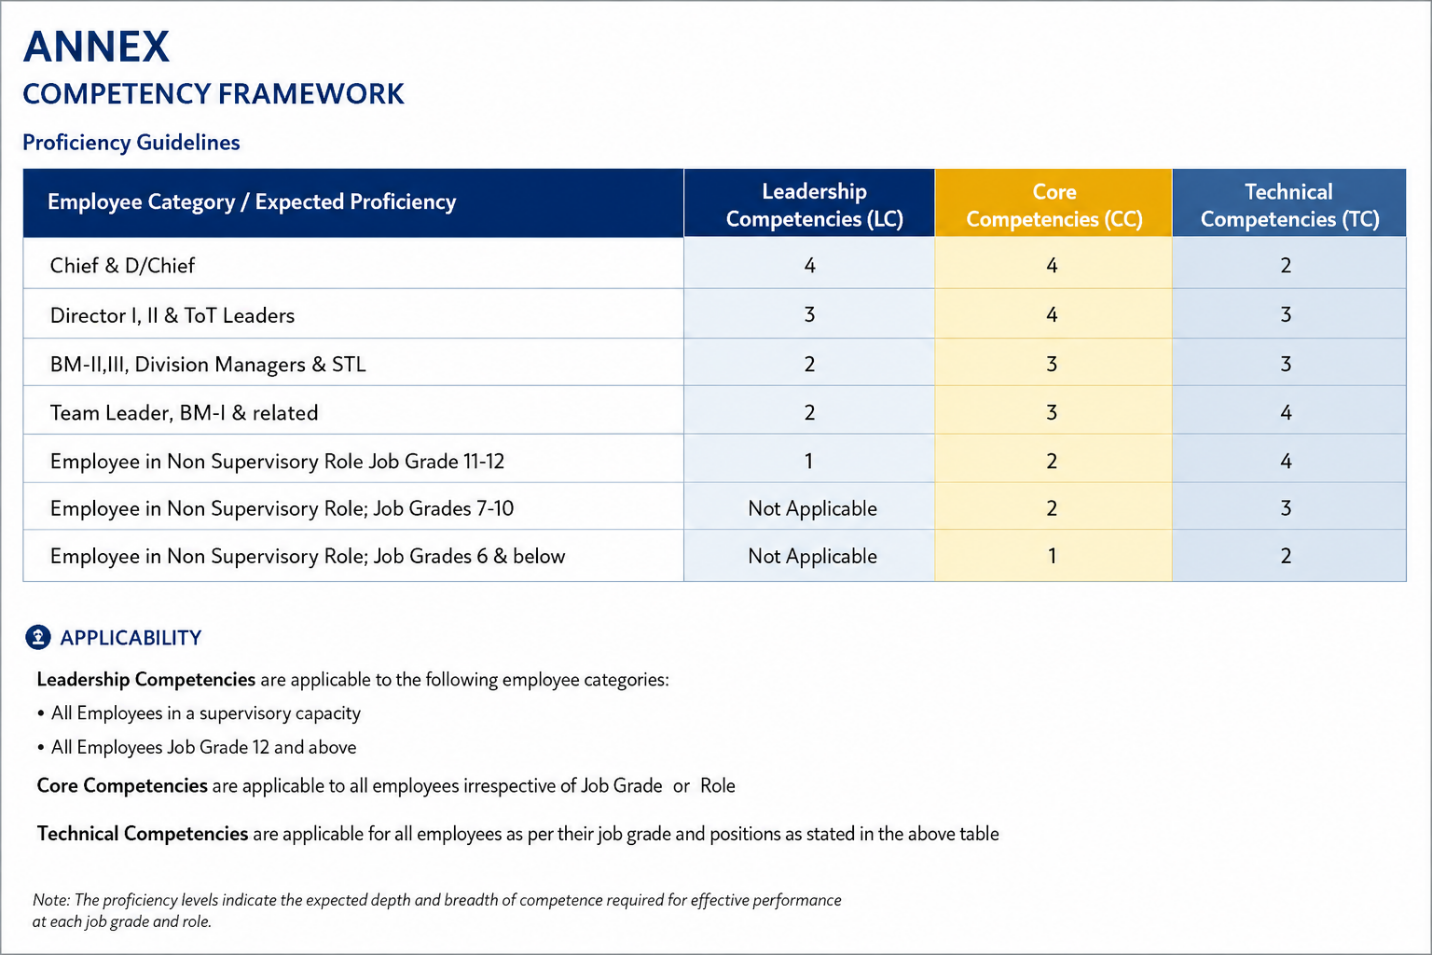 ANNEX
COMPETENCY FRAMEWORK
Proficiency Guidelines
Employee Category / Expected Proficiency
Leadership
Competencies (LC)
Core
Competencies (CC)
Technical
Competencies (TC)
Chief & D/Chief 4 4 2
Director I, II & ToT Leaders 3 4 3
BM-II,III, Division Managers & STL 2 3 3
Team Leader, BM-I & related 2 3 4
Employee in Non Supervisory Role Job Grade 11-12 1 2 4
Employee in Non Supervisory Role; Job Grades 7-10 Not Applicable 2 3
Employee in Non Supervisory Role; Job Grades 6 & below Not Applicable 1 2
APPLICABILITY
Leadership Competencies are applicable to the following employee categories:
• All Employees in a supervisory capacity
• All Employees Job Grade 12 and above
Core Competencies are applicable to all employees irrespective of Job Grade or Role
Technical Competencies are applicable for all employees as per their job grade and positions as stated in the above table
Note: The proficiency levels indicate the expected depth and breadth of competence required for effective performance
at each job grade and role.